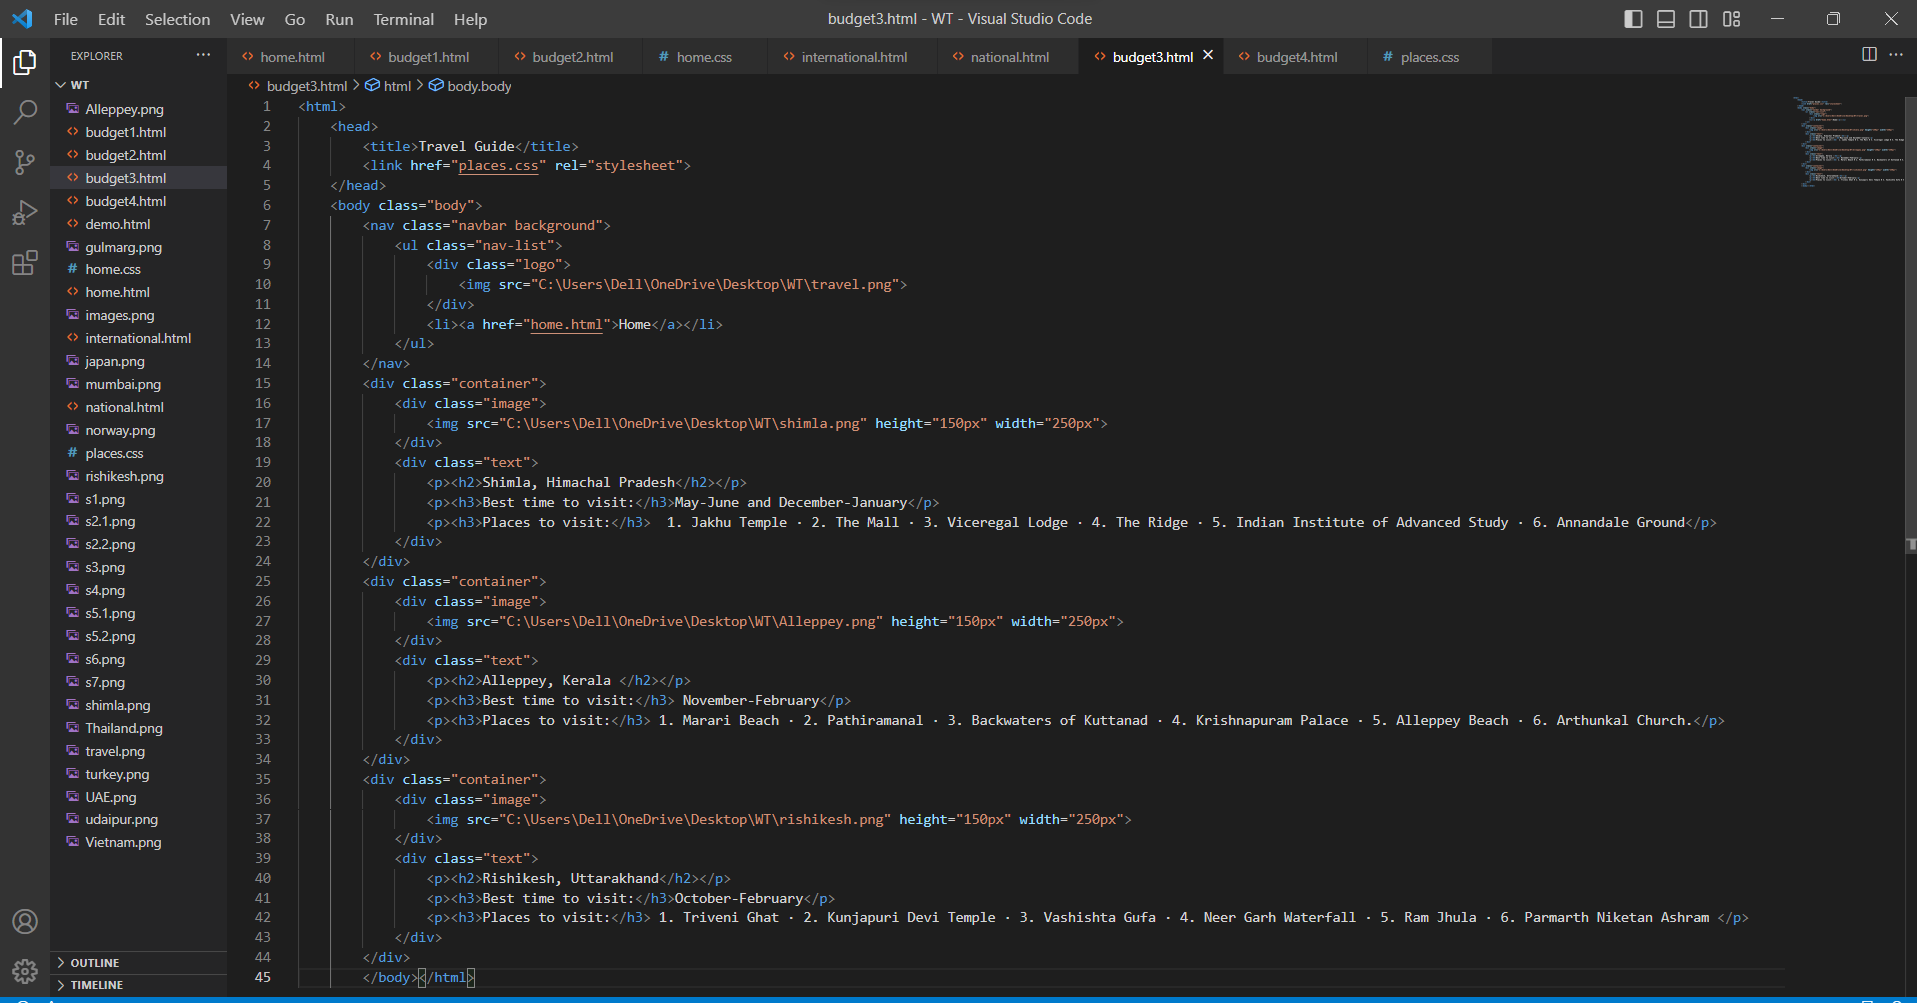 File Edit Selection View Go Run Terminal Help budget3.html - WT - Visual Studio Code
EXPLORER ··· home.html budget1.html budget2.html # home.css international.html national.html budget3.html budget4.html # places.css ···
WT
Alleppey.png
budget1.html
budget2.html
budget3.html
budget4.html
demo.html
gulmarg.png
# home.css
home.html
images.png
international.html
japan.png
mumbai.png
national.html
norway.png
# places.css
rishikesh.png
s1.png
s2.1.png
s2.2.png
s3.png
s4.png
s5.1.png
s5.2.png
s6.png
s7.png
shimla.png
Thailand.png
travel.png
turkey.png
UAE.png
udaipur.png
Vietnam.png
OUTLINE
TIMELINE
budget3.html > html > body.body
1 <html>
2 <head>
3 <title>Travel Guide</title>
4 <link href="places.css" rel="stylesheet">
5 </head>
6 <body class="body">
7 <nav class="navbar background">
8 <ul class="nav-list">
9 <div class="logo">
10 <img src="C:\Users\Dell\OneDrive\Desktop\WT\travel.png">
11 </div>
12 <li><a href="home.html">Home</a></li>
13 </ul>
14 </nav>
15 <div class="container">
16 <div class="image">
17 <img src="C:\Users\Dell\OneDrive\Desktop\WT\shimla.png" height="150px" width="250px">
18 </div>
19 <div class="text">
20 <p><h2>Shimla, Himachal Pradesh</h2></p>
21 <p><h3>Best time to visit:</h3>May-June and December-January</p>
22 <p><h3>Places to visit:</h3>  1. Jakhu Temple · 2. The Mall · 3. Viceregal Lodge · 4. The Ridge · 5. Indian Institute of Advanced Study · 6. Annandale Ground</p>
23 </div>
24 </div>
25 <div class="container">
26 <div class="image">
27 <img src="C:\Users\Dell\OneDrive\Desktop\WT\Alleppey.png" height="150px" width="250px">
28 </div>
29 <div class="text">
30 <p><h2>Alleppey, Kerala </h2></p>
31 <p><h3>Best time to visit:</h3> November-February</p>
32 <p><h3>Places to visit:</h3> 1. Marari Beach · 2. Pathiramanal · 3. Backwaters of Kuttanad · 4. Krishnapuram Palace · 5. Alleppey Beach · 6. Arthunkal Church.</p>
33 </div>
34 </div>
35 <div class="container">
36 <div class="image">
37 <img src="C:\Users\Dell\OneDrive\Desktop\WT\rishikesh.png" height="150px" width="250px">
38 </div>
39 <div class="text">
40 <p><h2>Rishikesh, Uttarakhand</h2></p>
41 <p><h3>Best time to visit:</h3>October-February</p>
42 <p><h3>Places to visit:</h3> 1. Triveni Ghat · 2. Kunjapuri Devi Temple · 3. Vashishta Gufa · 4. Neer Garh Waterfall · 5. Ram Jhula · 6. Parmarth Niketan Ashram </p>
43 </div>
44 </div>
45 </body></html>